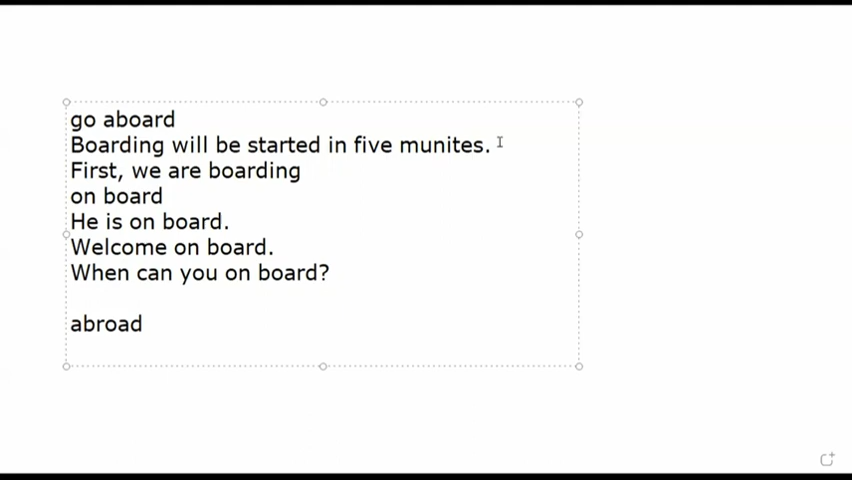 go aboard
Boarding will be started in five munites.
First, we are boarding
on board
He is on board.
Welcome on board.
When can you on board?
abroad